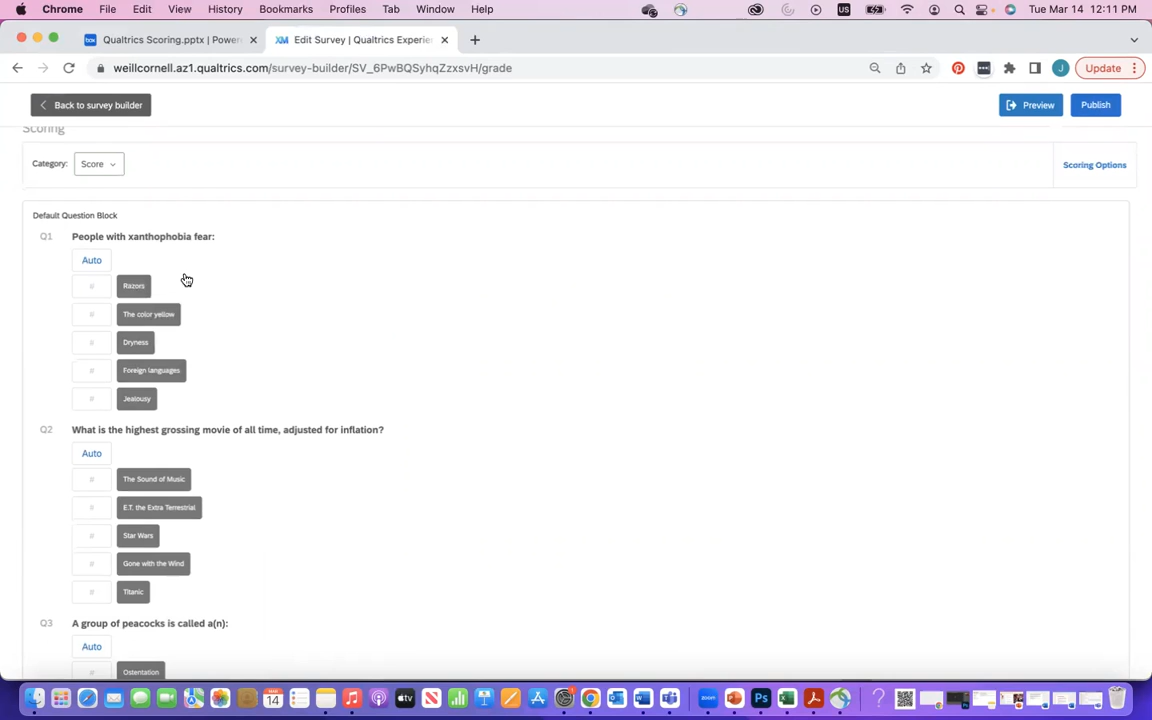 Chrome File Edit View History Bookmarks Profiles Tab Window Help US Tue Mar 14 12:11 PM
box Qualtrics Scoring.pptx | Power XM Edit Survey | Qualtrics Experie
weillcornell.az1.qualtrics.com/survey-builder/SV_6PwBQSyhqZzxsvH/grade J Update
Back to survey builder Preview Publish
Scoring
Category: Score Scoring Options
Default Question Block
Q1 People with xanthophobia fear:
Auto
# Razors
# The color yellow
# Dryness
# Foreign languages
# Jealousy
Q2 What is the highest grossing movie of all time, adjusted for inflation?
Auto
# The Sound of Music
# E.T. the Extra Terrestrial
# Star Wars
# Gone with the Wind
# Titanic
Q3 A group of peacocks is called a(n):
Auto
# Ostentation